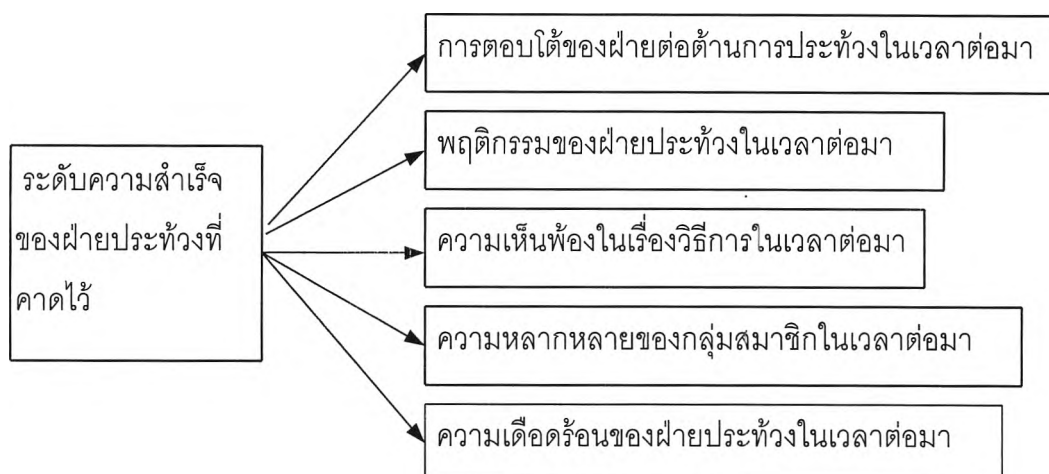 การตอบโต้ของฝ่ายต่อต้านการประท้วงในเวลาต่อมา
พฤติกรรมของฝ่ายประท้วงในเวลาต่อมา
ระดับความสำเร็จ
ของฝ่ายประท้วงที่
คาดไว้
ความเห็นพ้องในเรื่องวิธีการในเวลาต่อมา
ความหลากหลายของกลุ่มสมาชิกในเวลาต่อมา
ความเดือดร้อนของฝ่ายประท้วงในเวลาต่อมา